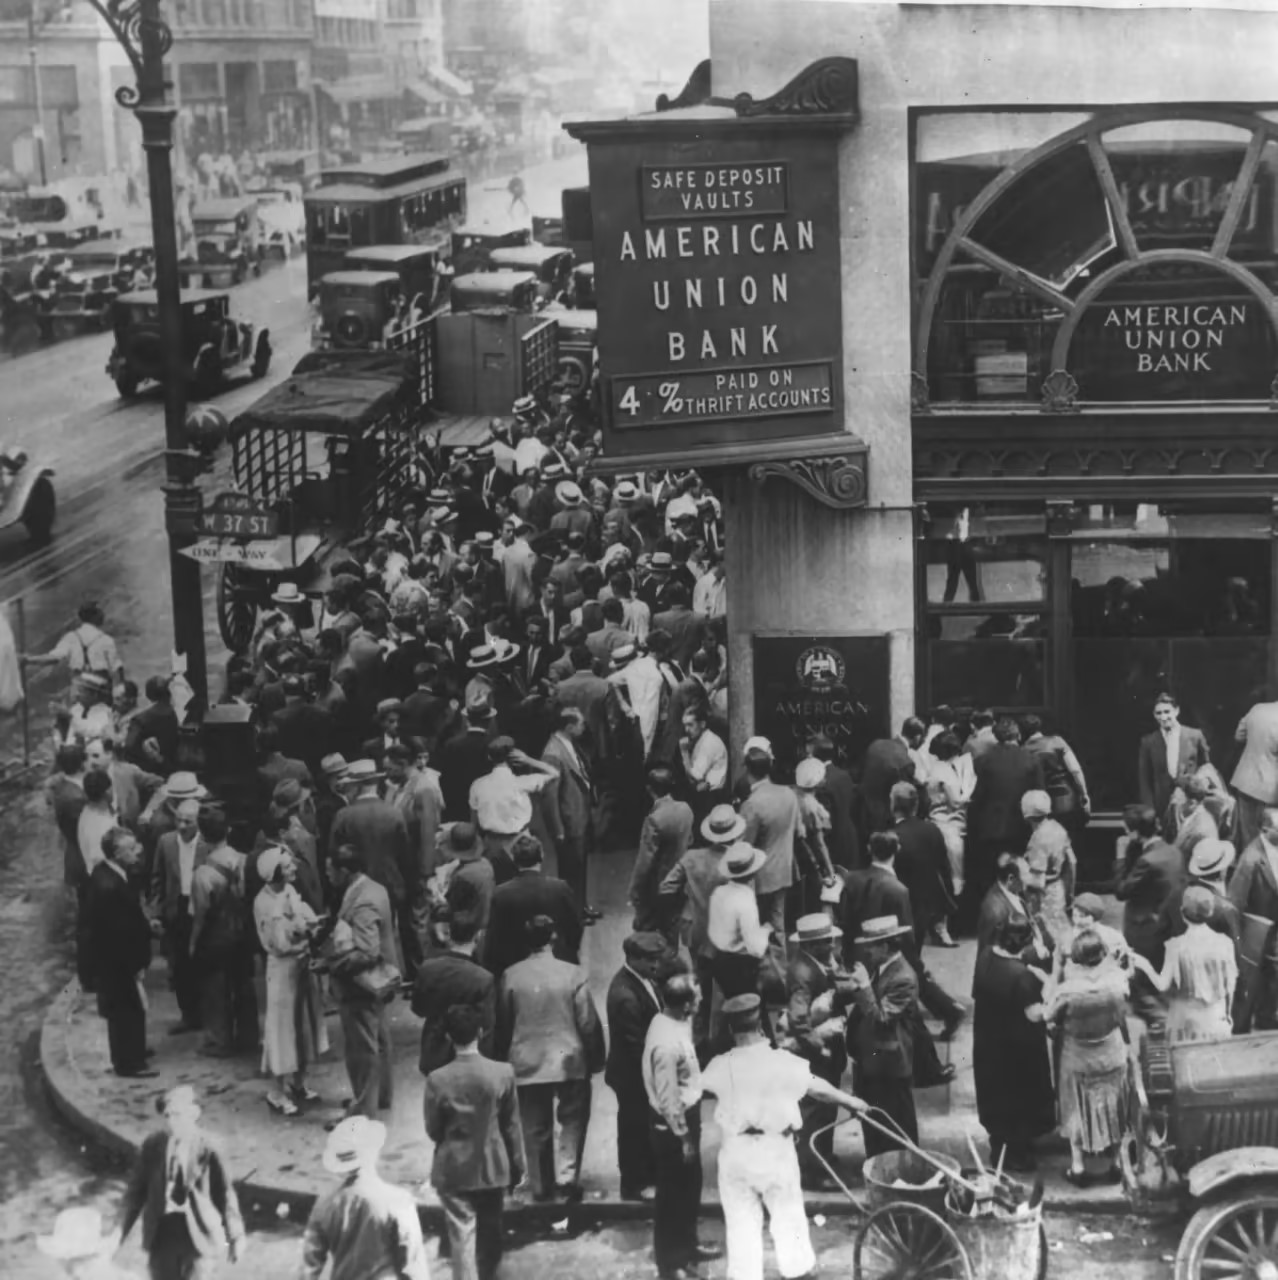 SAFE DEPOSIT
VAULTS
AMERICAN
UNION
BANK
4 % PAID ON
THRIFT ACCOUNTS
AMERICAN
UNION
BANK
W 37 ST
ONE-WAY
AMERICAN
UNION